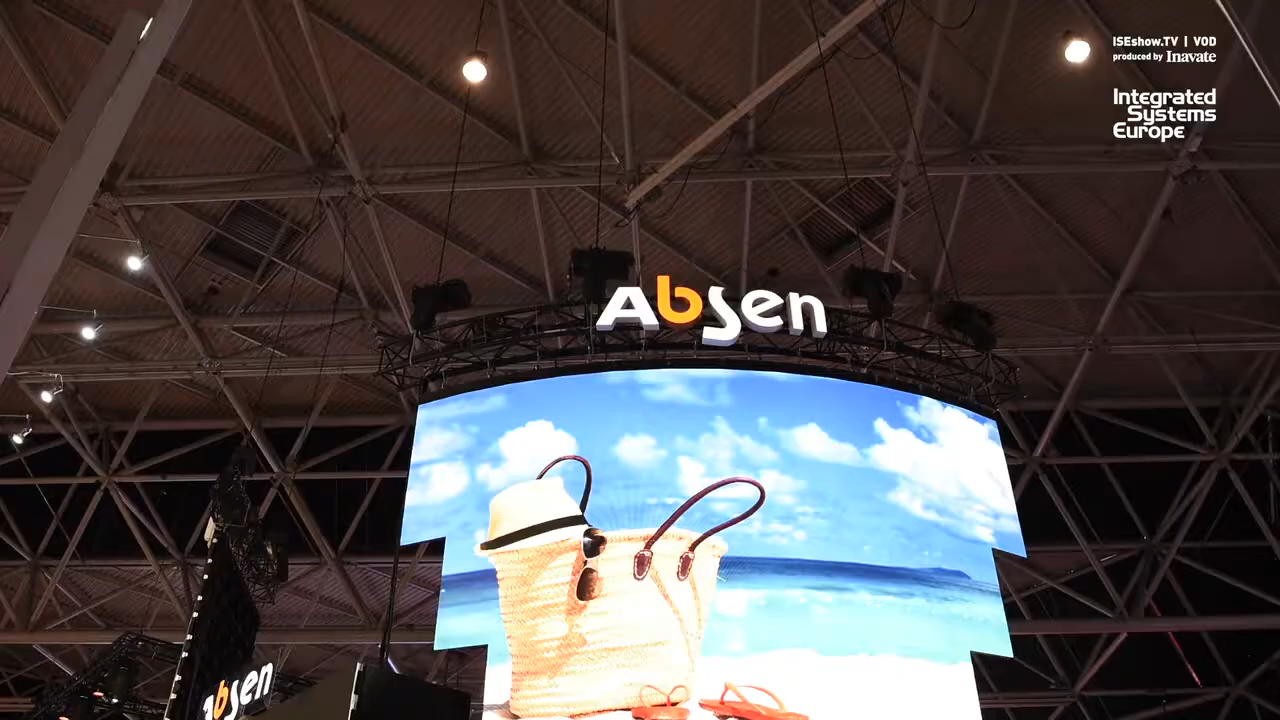 ISEshow.TV | VOD
produced by Inavate
Integrated
Systems
Europe
Absen
Absen